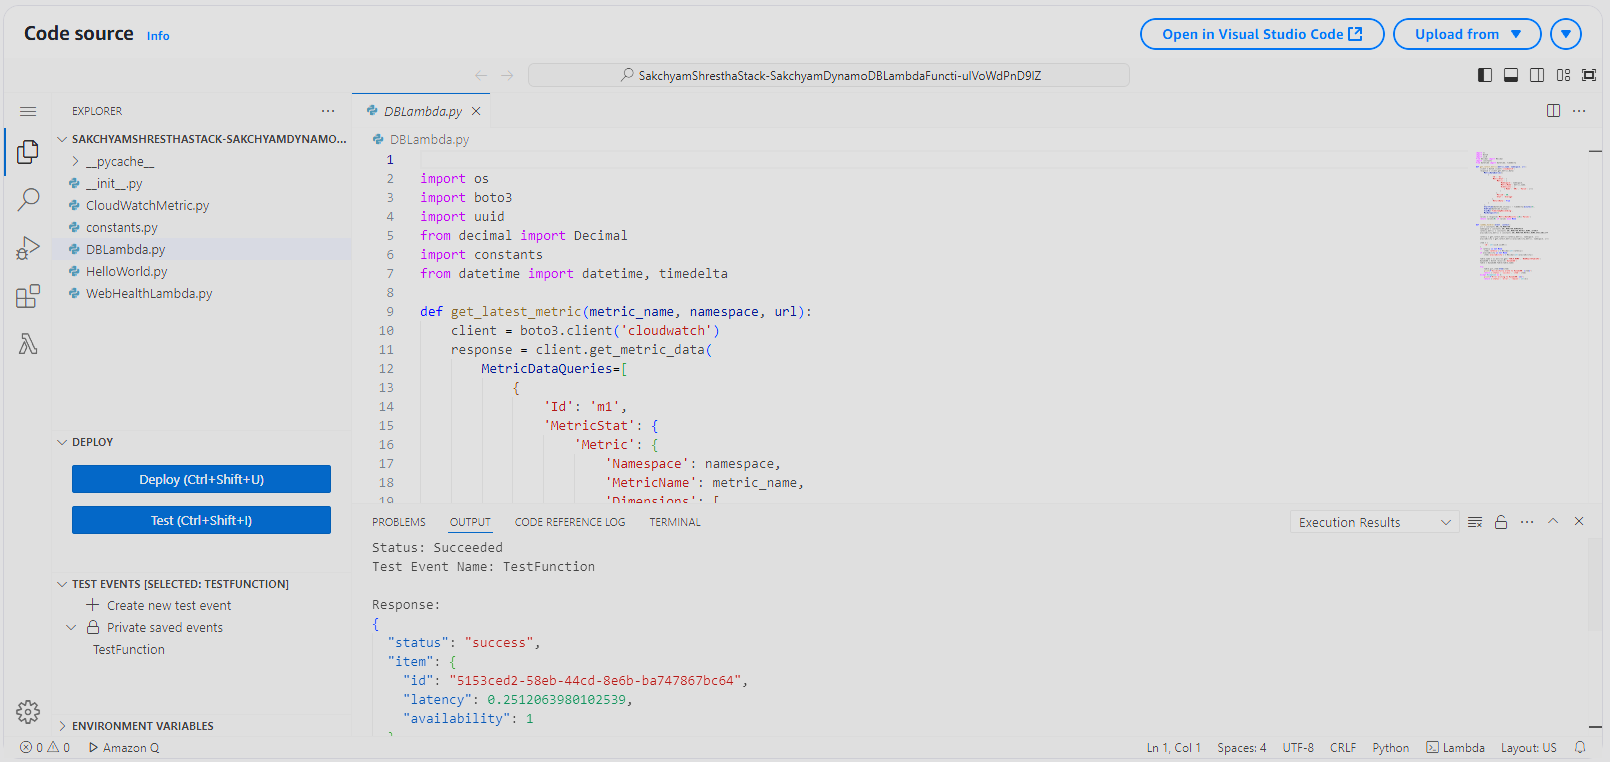 Code source Info
Open in Visual Studio Code
Upload from
SakchyamShresthaStack-SakchyamDynamoDBLambdaFuncti-ulVoWdPnD9IZ
EXPLORER
SAKCHYAMSHRESTHASTACK-SAKCHYAMDYNAMO...
__pycache__
__init__.py
CloudWatchMetric.py
constants.py
DBLambda.py
HelloWorld.py
WebHealthLambda.py
DEPLOY
Deploy (Ctrl+Shift+U)
Test (Ctrl+Shift+I)
TEST EVENTS [SELECTED: TESTFUNCTION]
Create new test event
Private saved events
TestFunction
ENVIRONMENT VARIABLES
DBLambda.py
DBLambda.py
1
2 import os
3 import boto3
4 import uuid
5 from decimal import Decimal
6 import constants
7 from datetime import datetime, timedelta
8
9 def get_latest_metric(metric_name, namespace, url):
10 client = boto3.client('cloudwatch')
11 response = client.get_metric_data(
12 MetricDataQueries=[
13 {
14 'Id': 'm1',
15 'MetricStat': {
16 'Metric': {
17 'Namespace': namespace,
18 'MetricName': metric_name,
19 'Dimensions': [
PROBLEMS OUTPUT CODE REFERENCE LOG TERMINAL
Execution Results
Status: Succeeded
Test Event Name: TestFunction
Response:
{
"status": "success",
"item": {
"id": "5153ced2-58eb-44cd-8e6b-ba747867bc64",
"latency": 0.2512063980102539,
"availability": 1
}
0 0 Amazon Q
Ln 1, Col 1 Spaces: 4 UTF-8 CRLF Python Lambda Layout: US